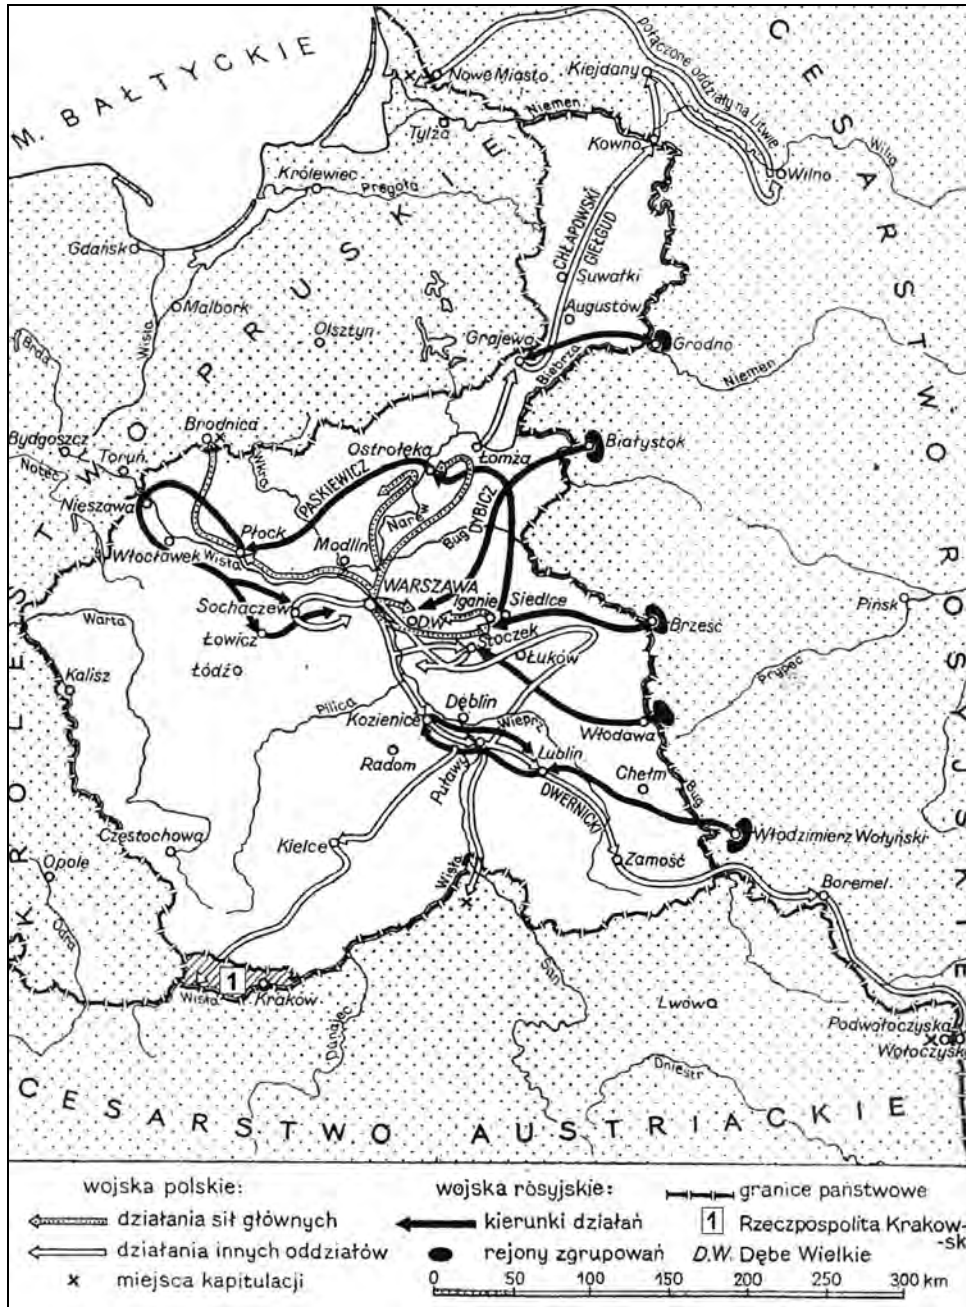 M. BAŁTYCKIE
CESARSTWO ROSYJSKIE
KRÓLESTWO PRUSKIE
CESARSTWO AUSTRIACKIE
połączone oddziały na Litwie
Nowe Miasto
Kiejdany
Niemen
Tylża
Kowno
Wilia
Wilno
Królewiec
Pregoła
Gdańsk
CHŁAPOWSKI
GIEŁGUD
Suwałki
Malbork
Augustów
Wisła
Olsztyn
Grajewo
Biebrza
Grodno
Niemen
Brda
Brodnica
Białystok
Bydgoszcz
Toruń
Ostrołęka
Łomża
Noteć
Wkra
PASKIEWICZ
DYBICZ
Nieszawa
Narew
Płock
Bug
Modlin
Włocławek
Wisła
WARSZAWA
Iganie
Siedlce
Pińsk
Sochaczew
D.W.
Brześć
Warta
Łowicz
Stoczek
Łuków
Prypeć
Kalisz
Łódź
Pilica
Dęblin
Kozienice
Wieprz
Włodawa
Radom
Lublin
Puławy
Chełm
Bug
DWERNICKI
Włodzimierz Wołyński
Częstochowa
Kielce
Zamość
Opole
Wisła
Boremel
Odra
1
San
Wisła
Kraków
Lwów
Dunajec
Podwołoczyska
Wołoczyska
Dniestr
wojska polskie:
działania sił głównych
działania innych oddziałów
x miejsca kapitulacji
wojska rosyjskie:
kierunki działań
rejony zgrupowań
granice państwowe
1 Rzeczpospolita Krakow-
-ska
D.W. Dębe Wielkie
0 50 100 150 200 250 300 km